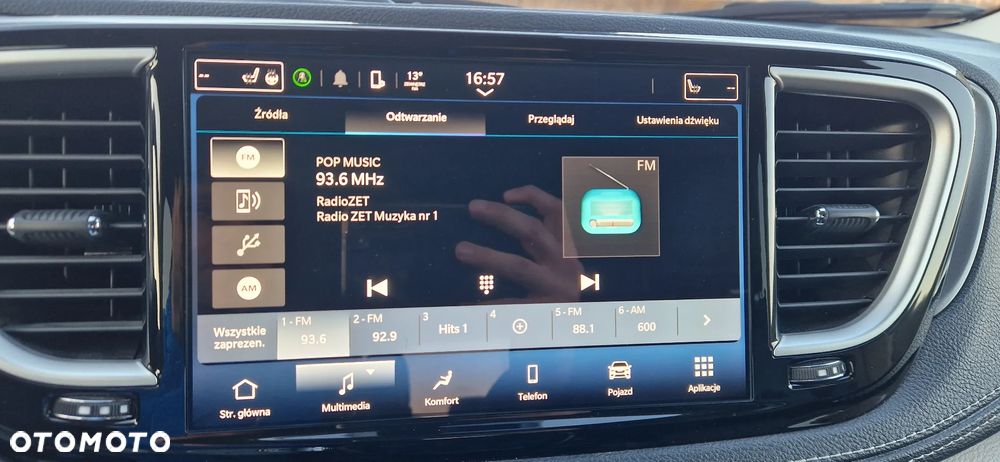 --
13°
16:57
--
Źródła
Odtwarzanie
Przeglądaj
Ustawienia dźwięku
FM
POP MUSIC
93.6 MHz
RadioZET
Radio ZET Muzyka nr 1
FM
AM
Wszystkie zaprezen.
1 - FM
93.6
2 - FM
92.9
3
Hits 1
4
5 - FM
88.1
6 - AM
600
Str. główna
Multimedia
Komfort
Telefon
Pojazd
Aplikacje
OTOMOTO